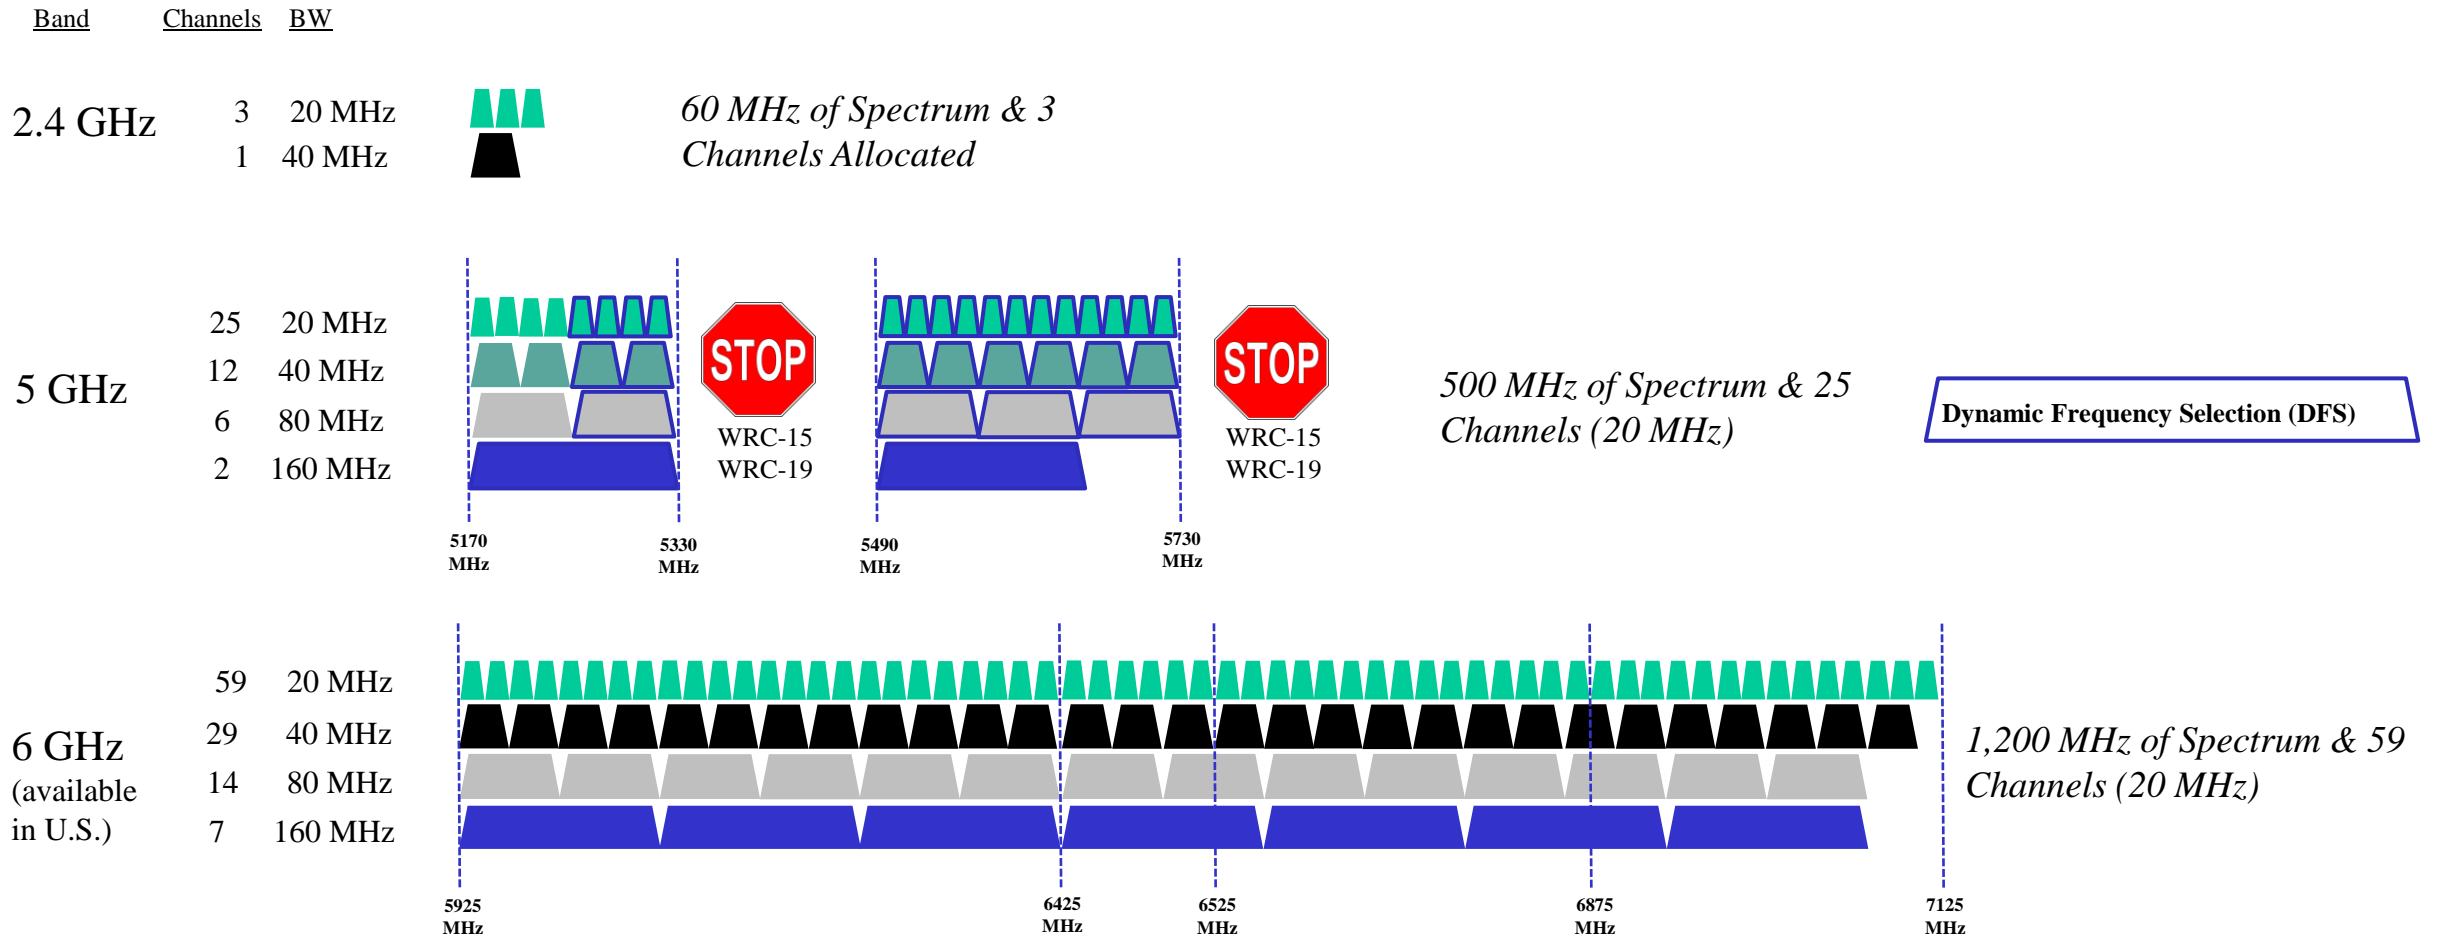 Band Channels BW
2.4 GHz
3 20 MHz
1 40 MHz
60 MHz of Spectrum & 3
Channels Allocated
5 GHz
25 20 MHz
12 40 MHz
6 80 MHz
2 160 MHz
STOP
WRC-15
WRC-19
STOP
WRC-15
WRC-19
500 MHz of Spectrum & 25
Channels (20 MHz)
Dynamic Frequency Selection (DFS)
5170
MHz
5330
MHz
5490
MHz
5730
MHz
6 GHz
(available
in U.S.)
59 20 MHz
29 40 MHz
14 80 MHz
7 160 MHz
1,200 MHz of Spectrum & 59
Channels (20 MHz)
5925
MHz
6425
MHz
6525
MHz
6875
MHz
7125
MHz